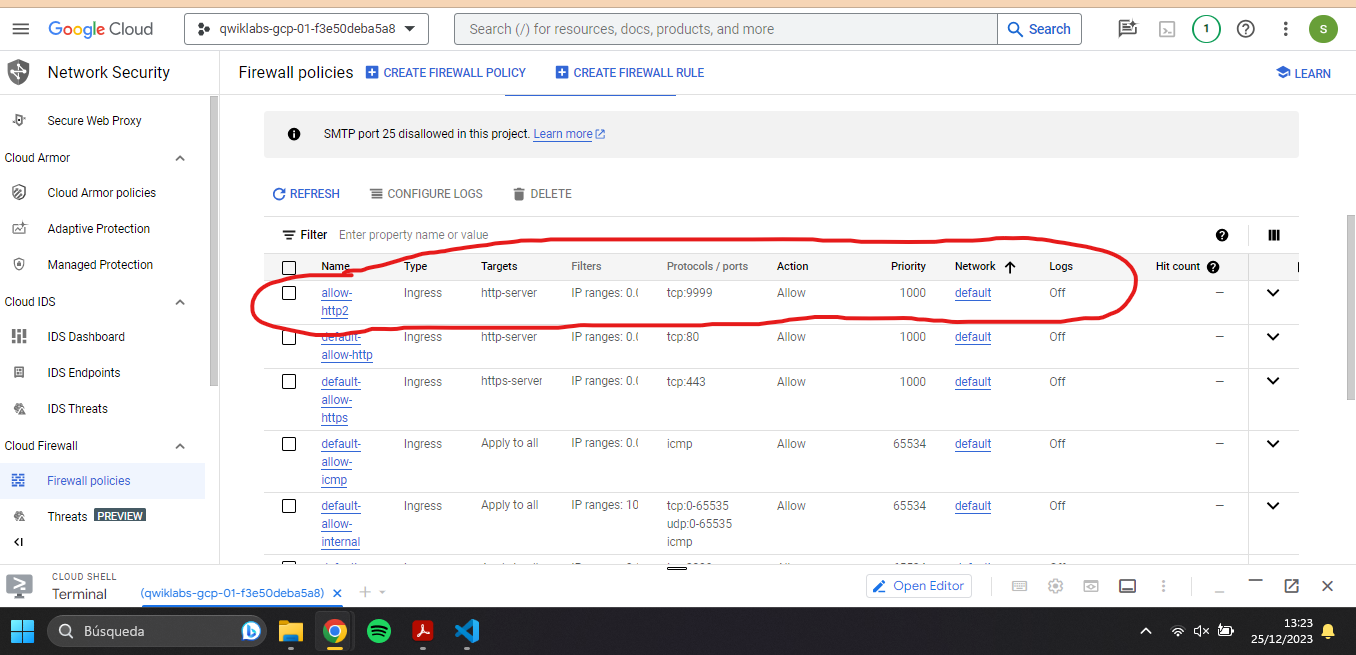 Google Cloud
qwiklabs-gcp-01-f3e50deba5a8
Search (/) for resources, docs, products, and more
Search
1
S
Network Security
Firewall policies
CREATE FIREWALL POLICY
CREATE FIREWALL RULE
LEARN
Secure Web Proxy
Cloud Armor
Cloud Armor policies
Adaptive Protection
Managed Protection
Cloud IDS
IDS Dashboard
IDS Endpoints
IDS Threats
Cloud Firewall
Firewall policies
Threats PREVIEW
SMTP port 25 disallowed in this project. Learn more
REFRESH
CONFIGURE LOGS
DELETE
Filter Enter property name or value
Name Type Targets Filters Protocols / ports Action Priority Network Logs Hit count
allow- Ingress http-server IP ranges: 0.0 tcp:9999 Allow 1000 default Off —
http2
default- Ingress http-server IP ranges: 0.0 tcp:80 Allow 1000 default Off —
allow-http
default- Ingress https-server IP ranges: 0.0 tcp:443 Allow 1000 default Off —
allow-
https
default- Ingress Apply to all IP ranges: 0.0 icmp Allow 65534 default Off —
allow-
icmp
default- Ingress Apply to all IP ranges: 10 tcp:0-65535 Allow 65534 default Off —
allow- udp:0-65535
internal icmp
CLOUD SHELL
Terminal
(qwiklabs-gcp-01-f3e50deba5a8)
Open Editor
Búsqueda
13:23
25/12/2023